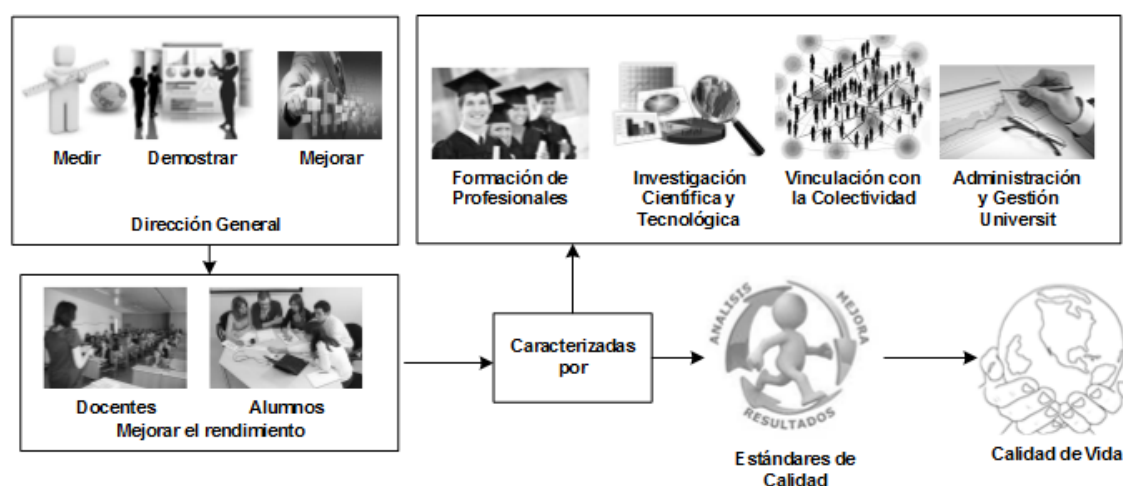 Medir
Demostrar
Mejorar
Dirección General
Formación de
Profesionales
Investigación
Científica y
Tecnológica
Vinculación con
la Colectividad
Administración
y Gestión
Universit
Docentes
Alumnos
Mejorar el rendimiento
Caracterizadas
por
ANALISIS
MEJORA
RESULTADOS
Estándares de
Calidad
Calidad de Vida